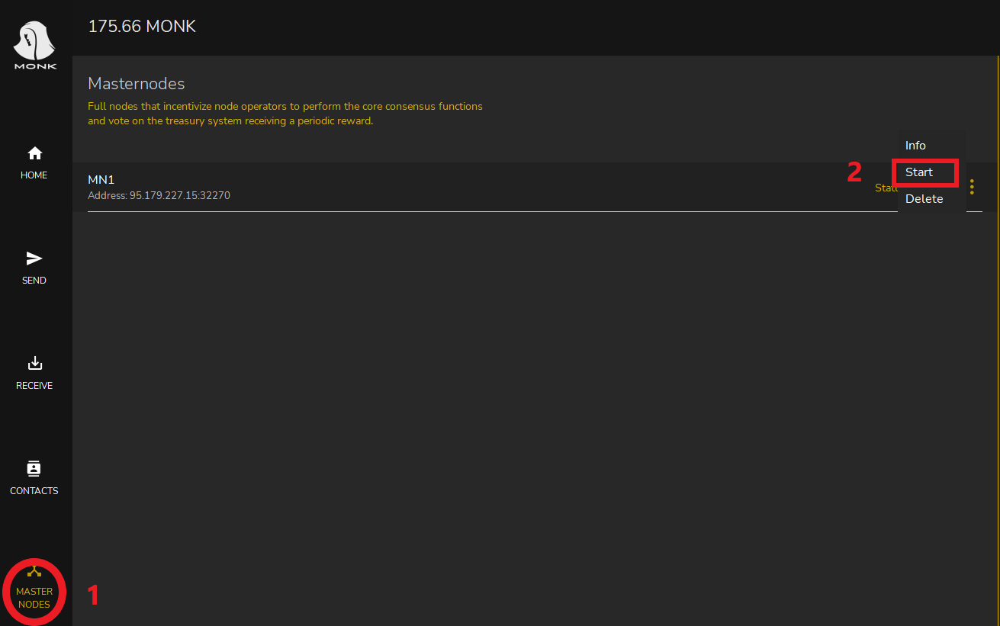 175.66 MONK
MONK
Masternodes
Full nodes that incentivize node operators to perform the core consensus functions
and vote on the treasury system receiving a periodic reward.
Info
HOME
2
Start
MN1
Address: 95.179.227.15:32270
Delete
SEND
RECEIVE
CONTACTS
MASTER
NODES
1